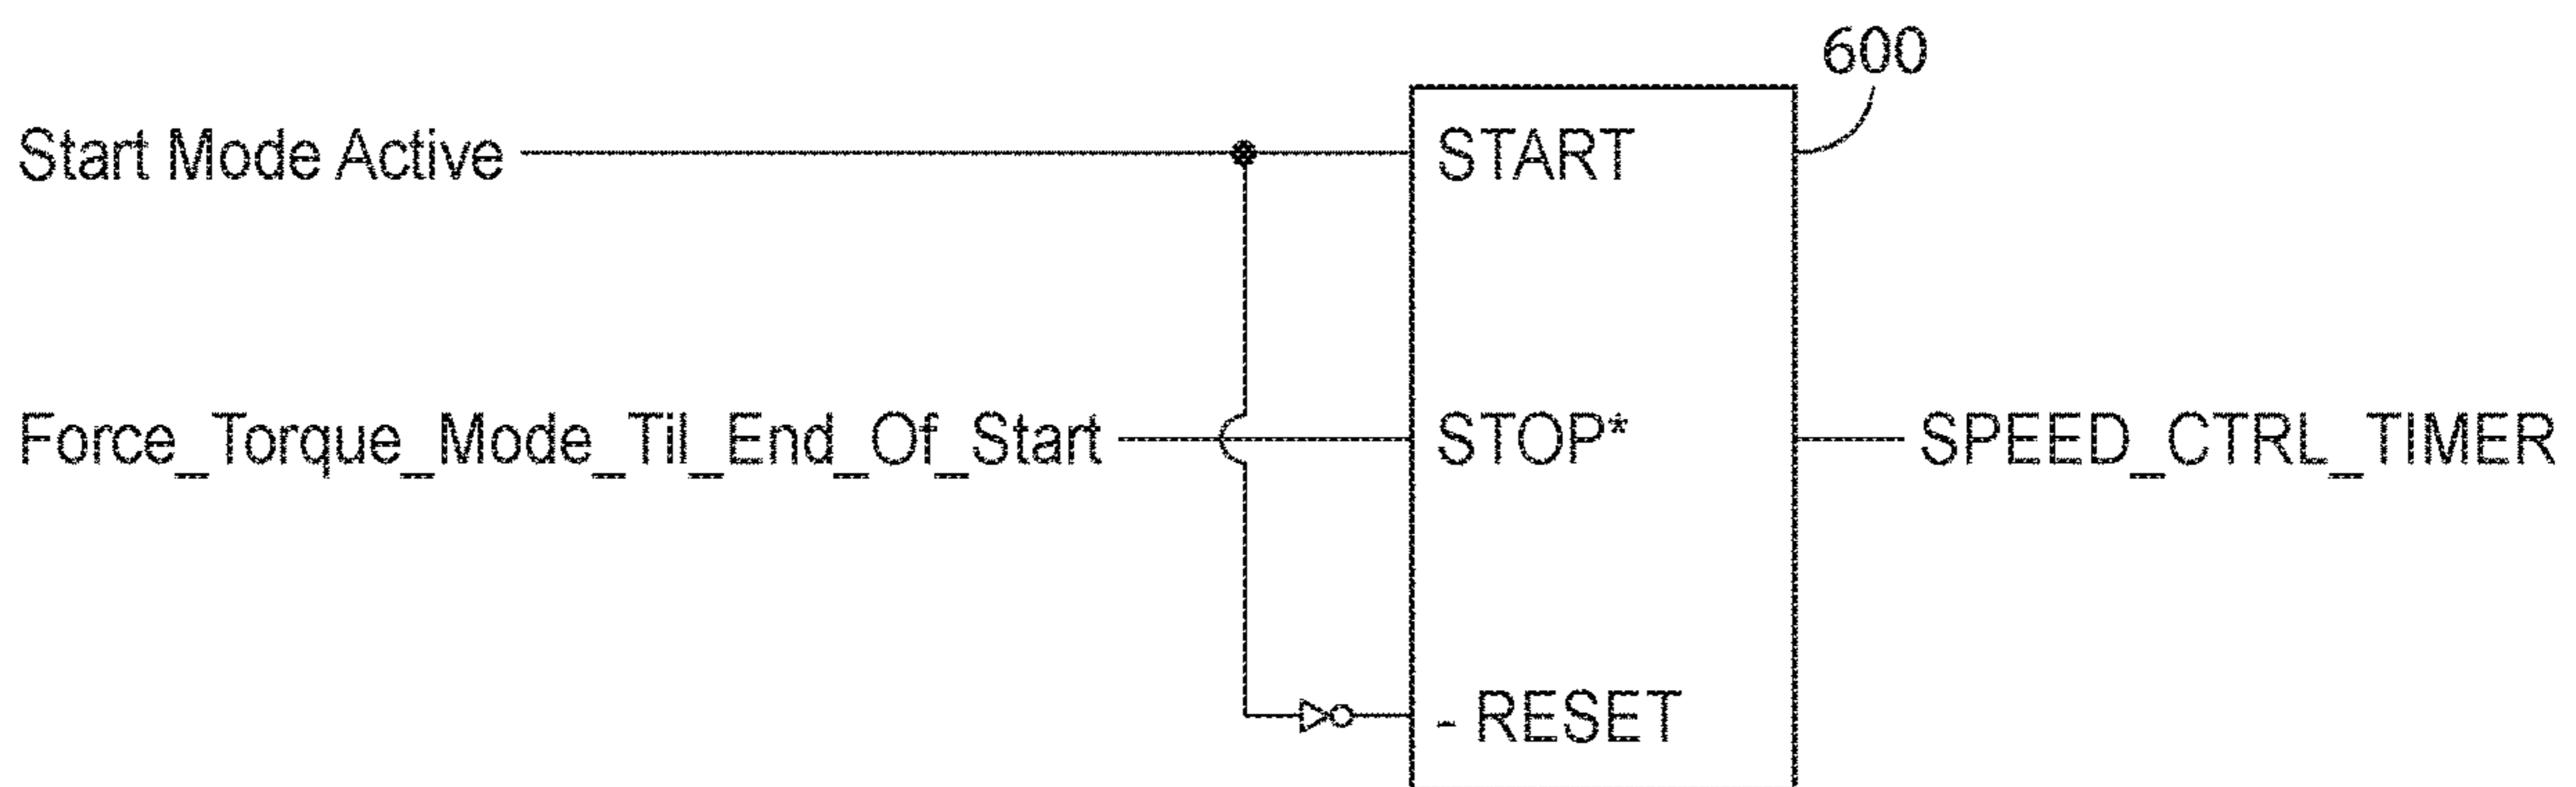 600
Start Mode Active
START
Force_Torque_Mode_Til_End_Of_Start
STOP*
SPEED_CTRL_TIMER
- RESET